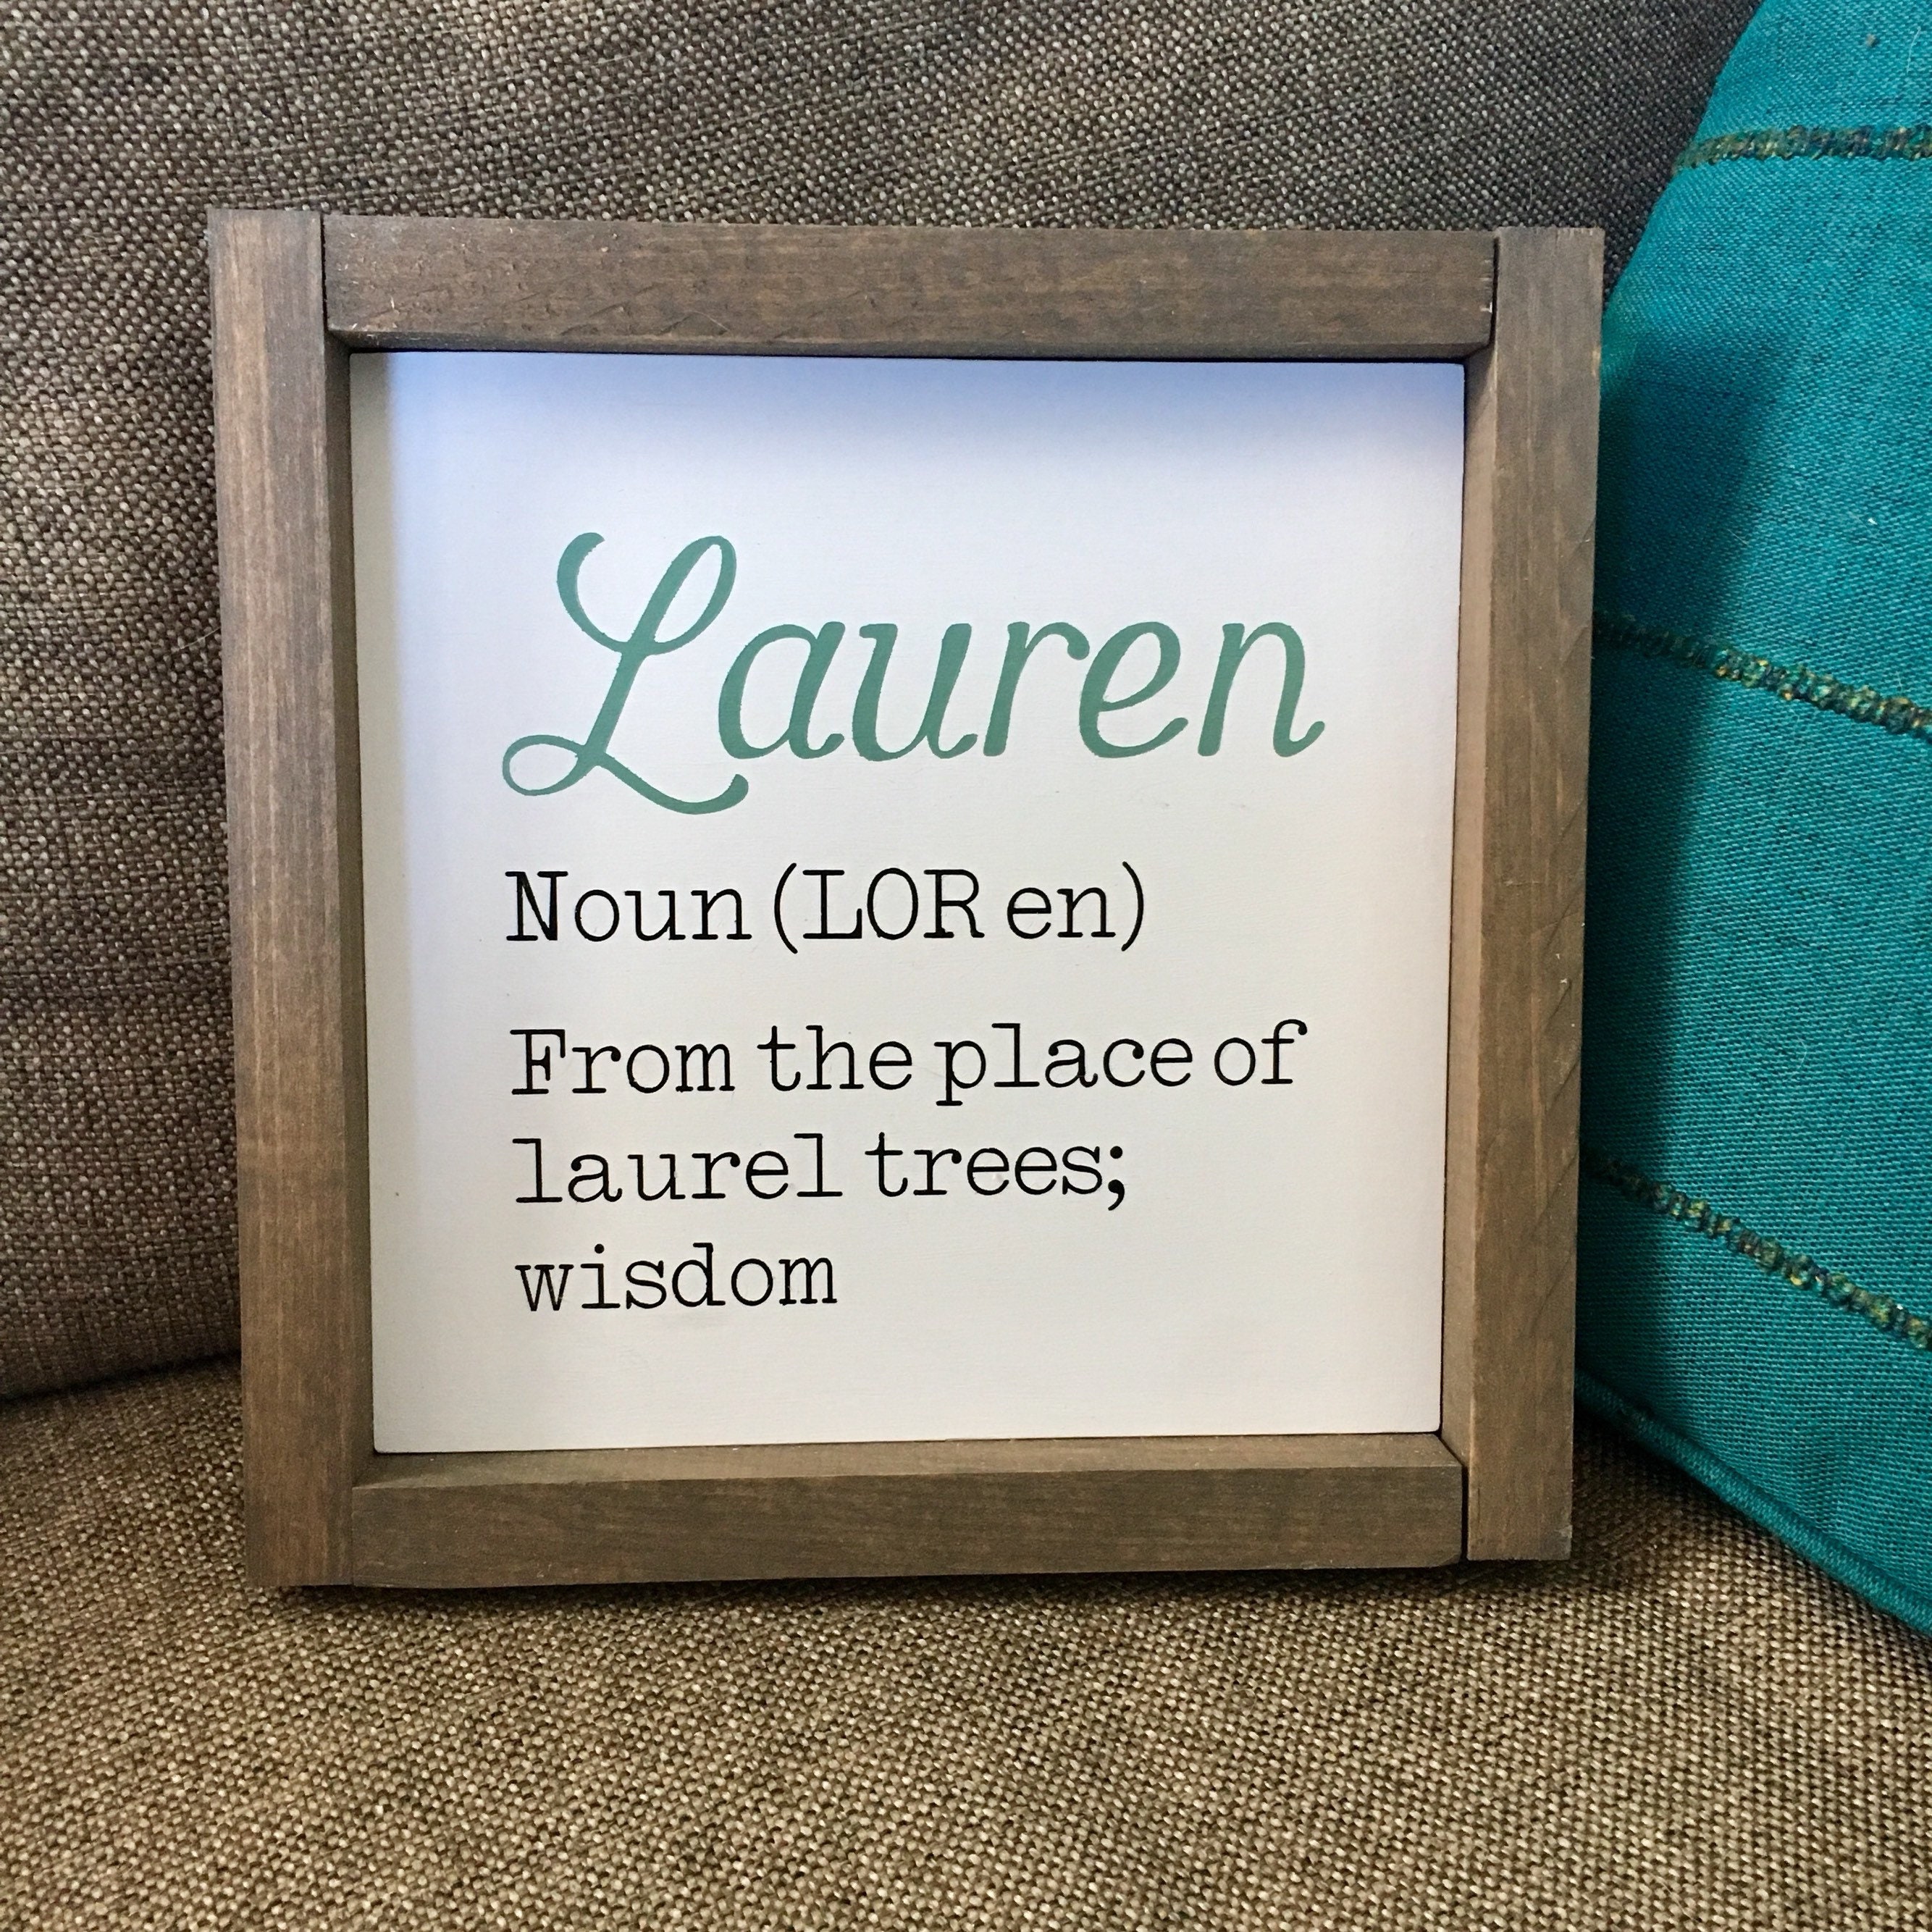 Lauren
Noun (LOR en)
From the place of
laurel trees;
wisdom